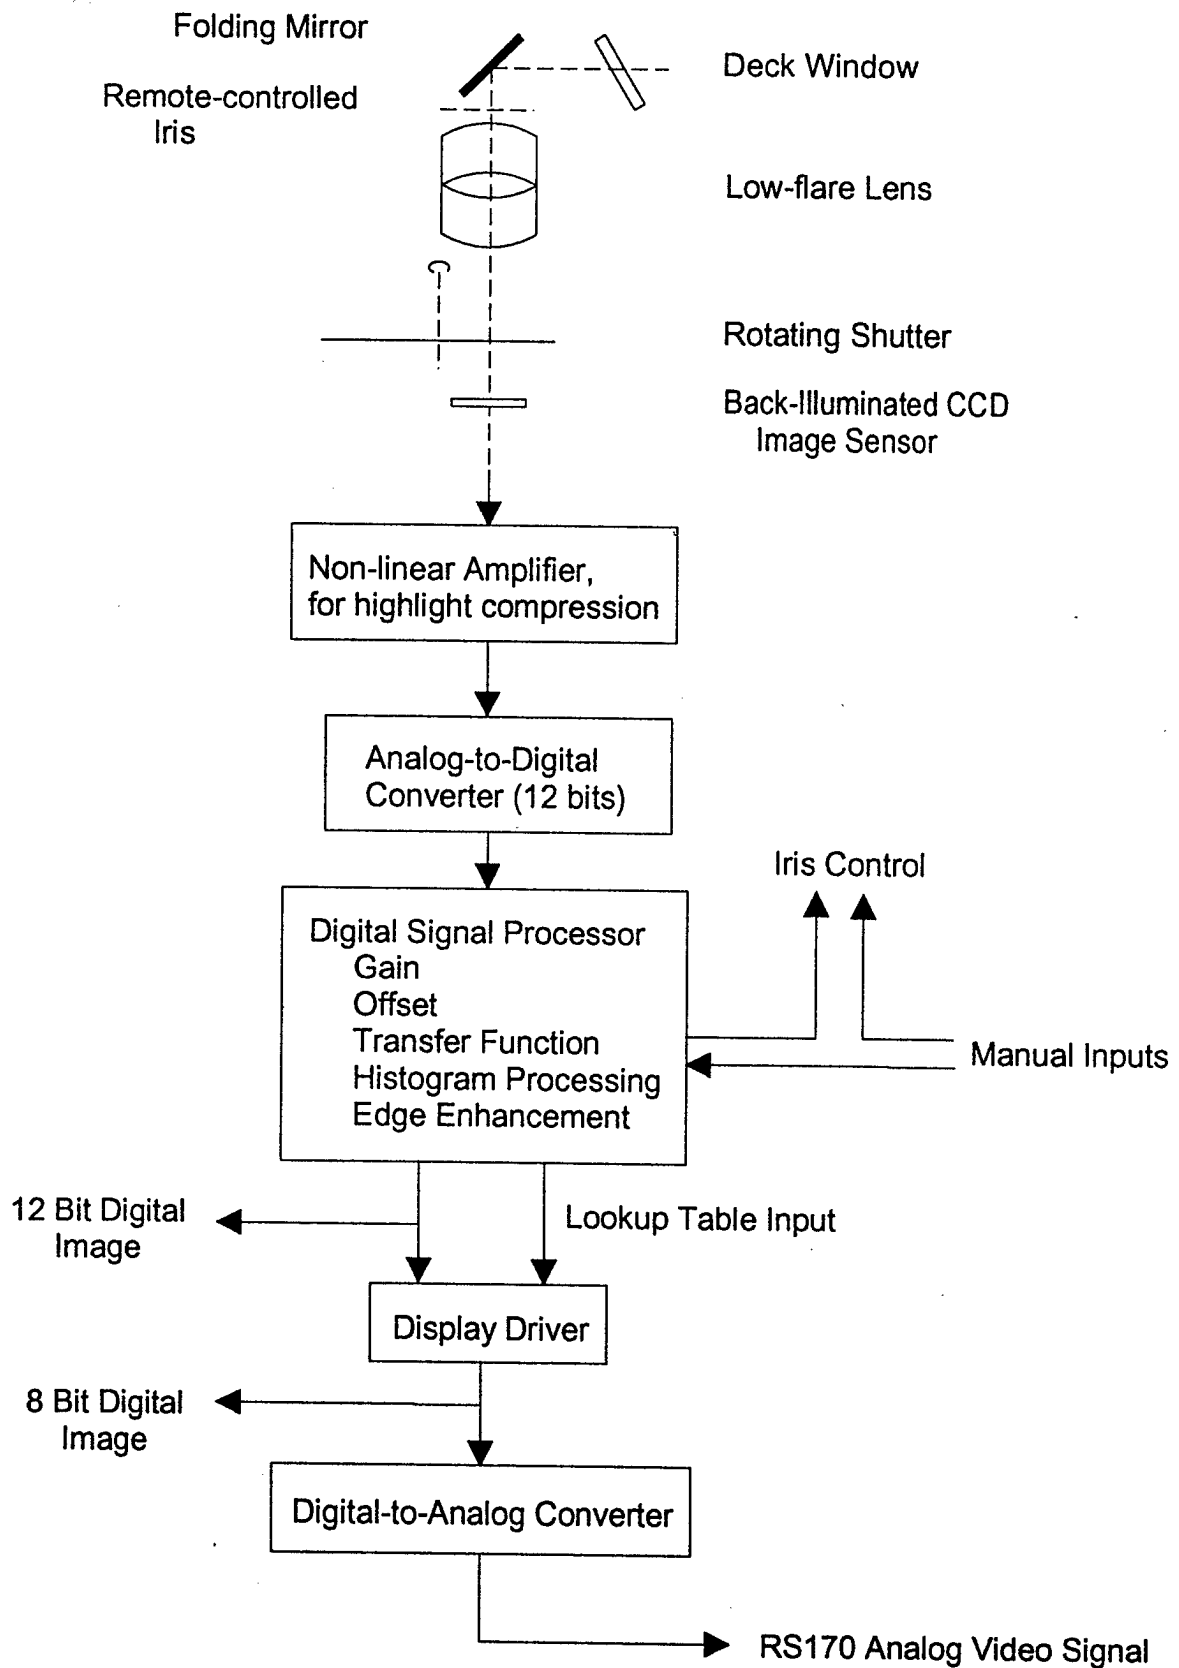 Folding Mirror
Deck Window
Remote-controlled
Iris
Low-flare Lens
Rotating Shutter
Back-Illuminated CCD
Image Sensor
Non-linear Amplifier,
for highlight compression
Analog-to-Digital
Converter (12 bits)
Iris Control
Digital Signal Processor
Gain
Offset
Transfer Function
Histogram Processing
Edge Enhancement
Manual Inputs
12 Bit Digital
Image
Lookup Table Input
Display Driver
8 Bit Digital
Image
Digital-to-Analog Converter
RS170 Analog Video Signal